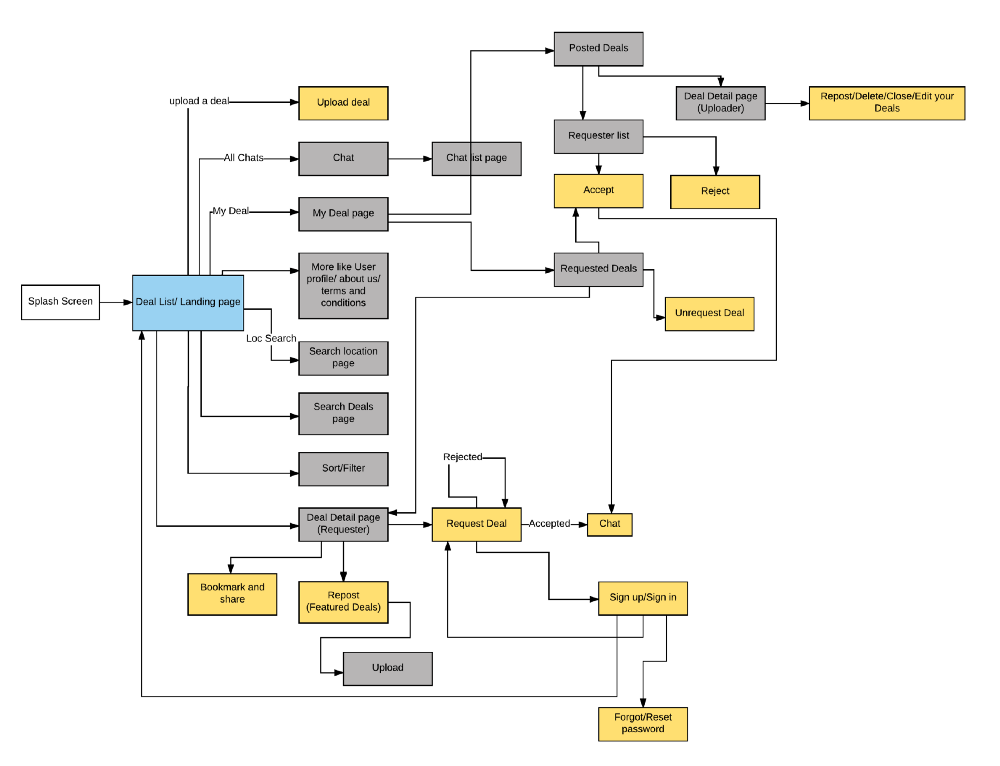 Posted Deals
upload a deal
Upload deal
Deal Detail page
(Uploader)
Repost/Delete/Close/Edit your
Deals
Requester list
All Chats
Chat
Chat list page
Accept
Reject
My Deal
My Deal page
More like User
profile/ about us/
terms and
conditions
Requested Deals
Splash Screen
Deal List/ Landing page
Unrequest Deal
Loc Search
Search location
page
Search Deals
page
Sort/Filter
Rejected
Deal Detail page
(Requester)
Request Deal
Accepted
Chat
Bookmark and
share
Repost
(Featured Deals)
Sign up/Sign in
Upload
Forgot/Reset
password